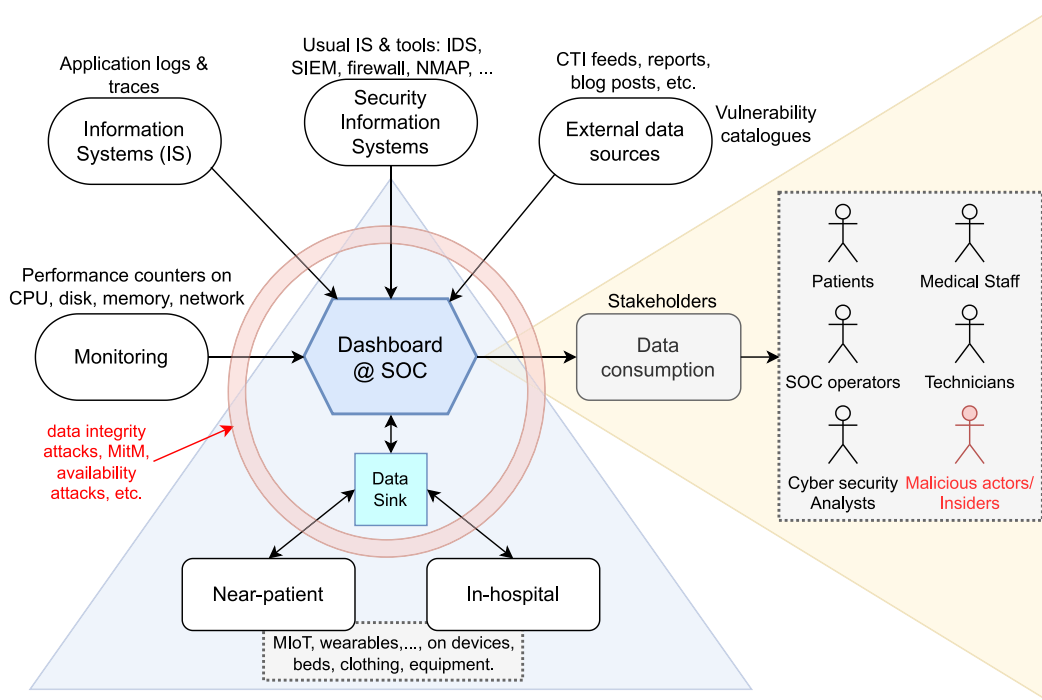 Application logs &
traces
Information
Systems (IS)
Usual IS & tools: IDS,
SIEM, firewall, NMAP, ...
Security
Information
Systems
CTI feeds, reports,
blog posts, etc.
External data
sources
Vulnerability
catalogues
Performance counters on
CPU, disk, memory, network
Monitoring
Dashboard
@ SOC
Stakeholders
Data
consumption
Patients
Medical Staff
SOC operators
Technicians
Cyber security
Analysts
Malicious actors/
Insiders
data integrity
attacks, MitM,
availability
attacks, etc.
Data
Sink
Near-patient
In-hospital
MIoT, wearables,..., on devices,
beds, clothing, equipment.